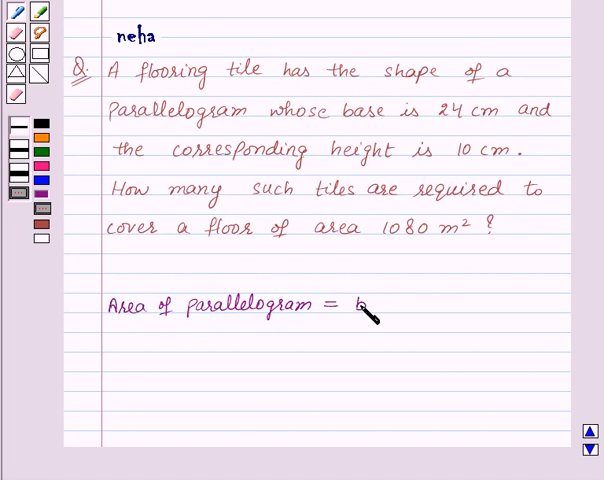 neha
Q. A flooring tile has the shape of a
parallelogram whose base is 24 cm and
the corresponding height is 10 cm.
How many such tiles are required to
cover a floor of area 1080 m² ?
Area of parallelogram = b